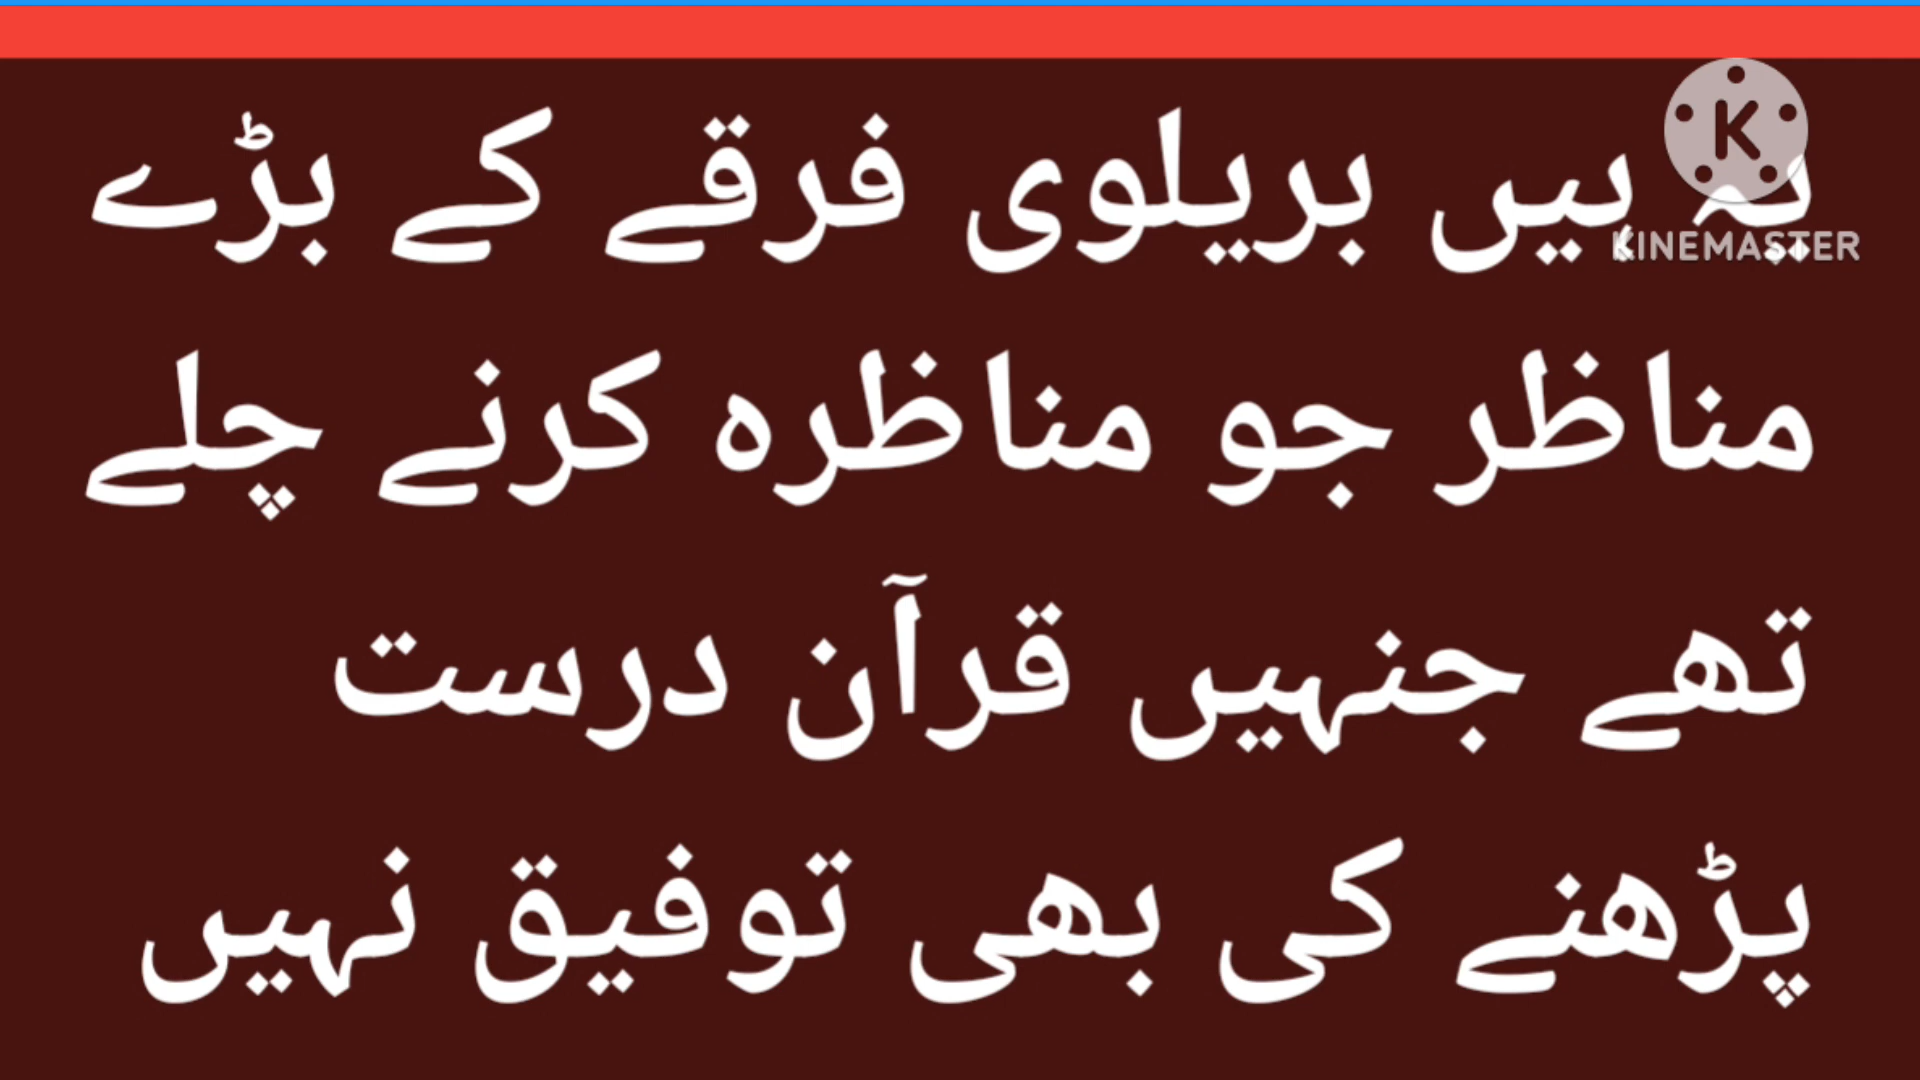 یہ ہیں بریلوی فرقے کے بڑے
مناظر جو مناظرہ کرنے چلے
تھے جنہیں قرآن درست
پڑھنے کی بھی توفیق نہیں
K
KINEMASTER